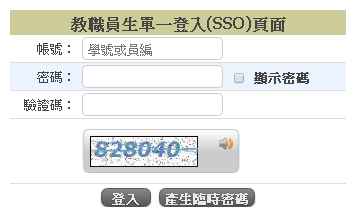 教職員生單一登入(SSO)頁面
帳號： 學號或員編
密碼： 顯示密碼
驗證碼：
828040
登入 產生臨時密碼